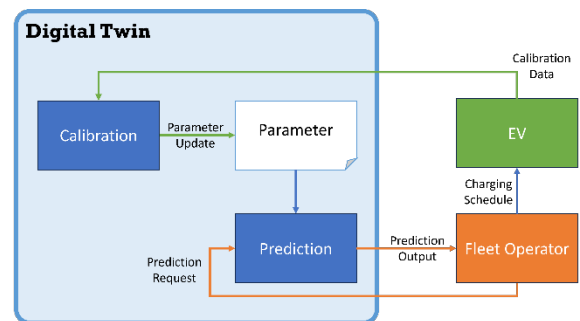 Digital Twin
Calibration
Data
Calibration
Parameter
Update
Parameter
EV
Charging
Schedule
Prediction
Request
Prediction
Prediction
Output
Fleet Operator